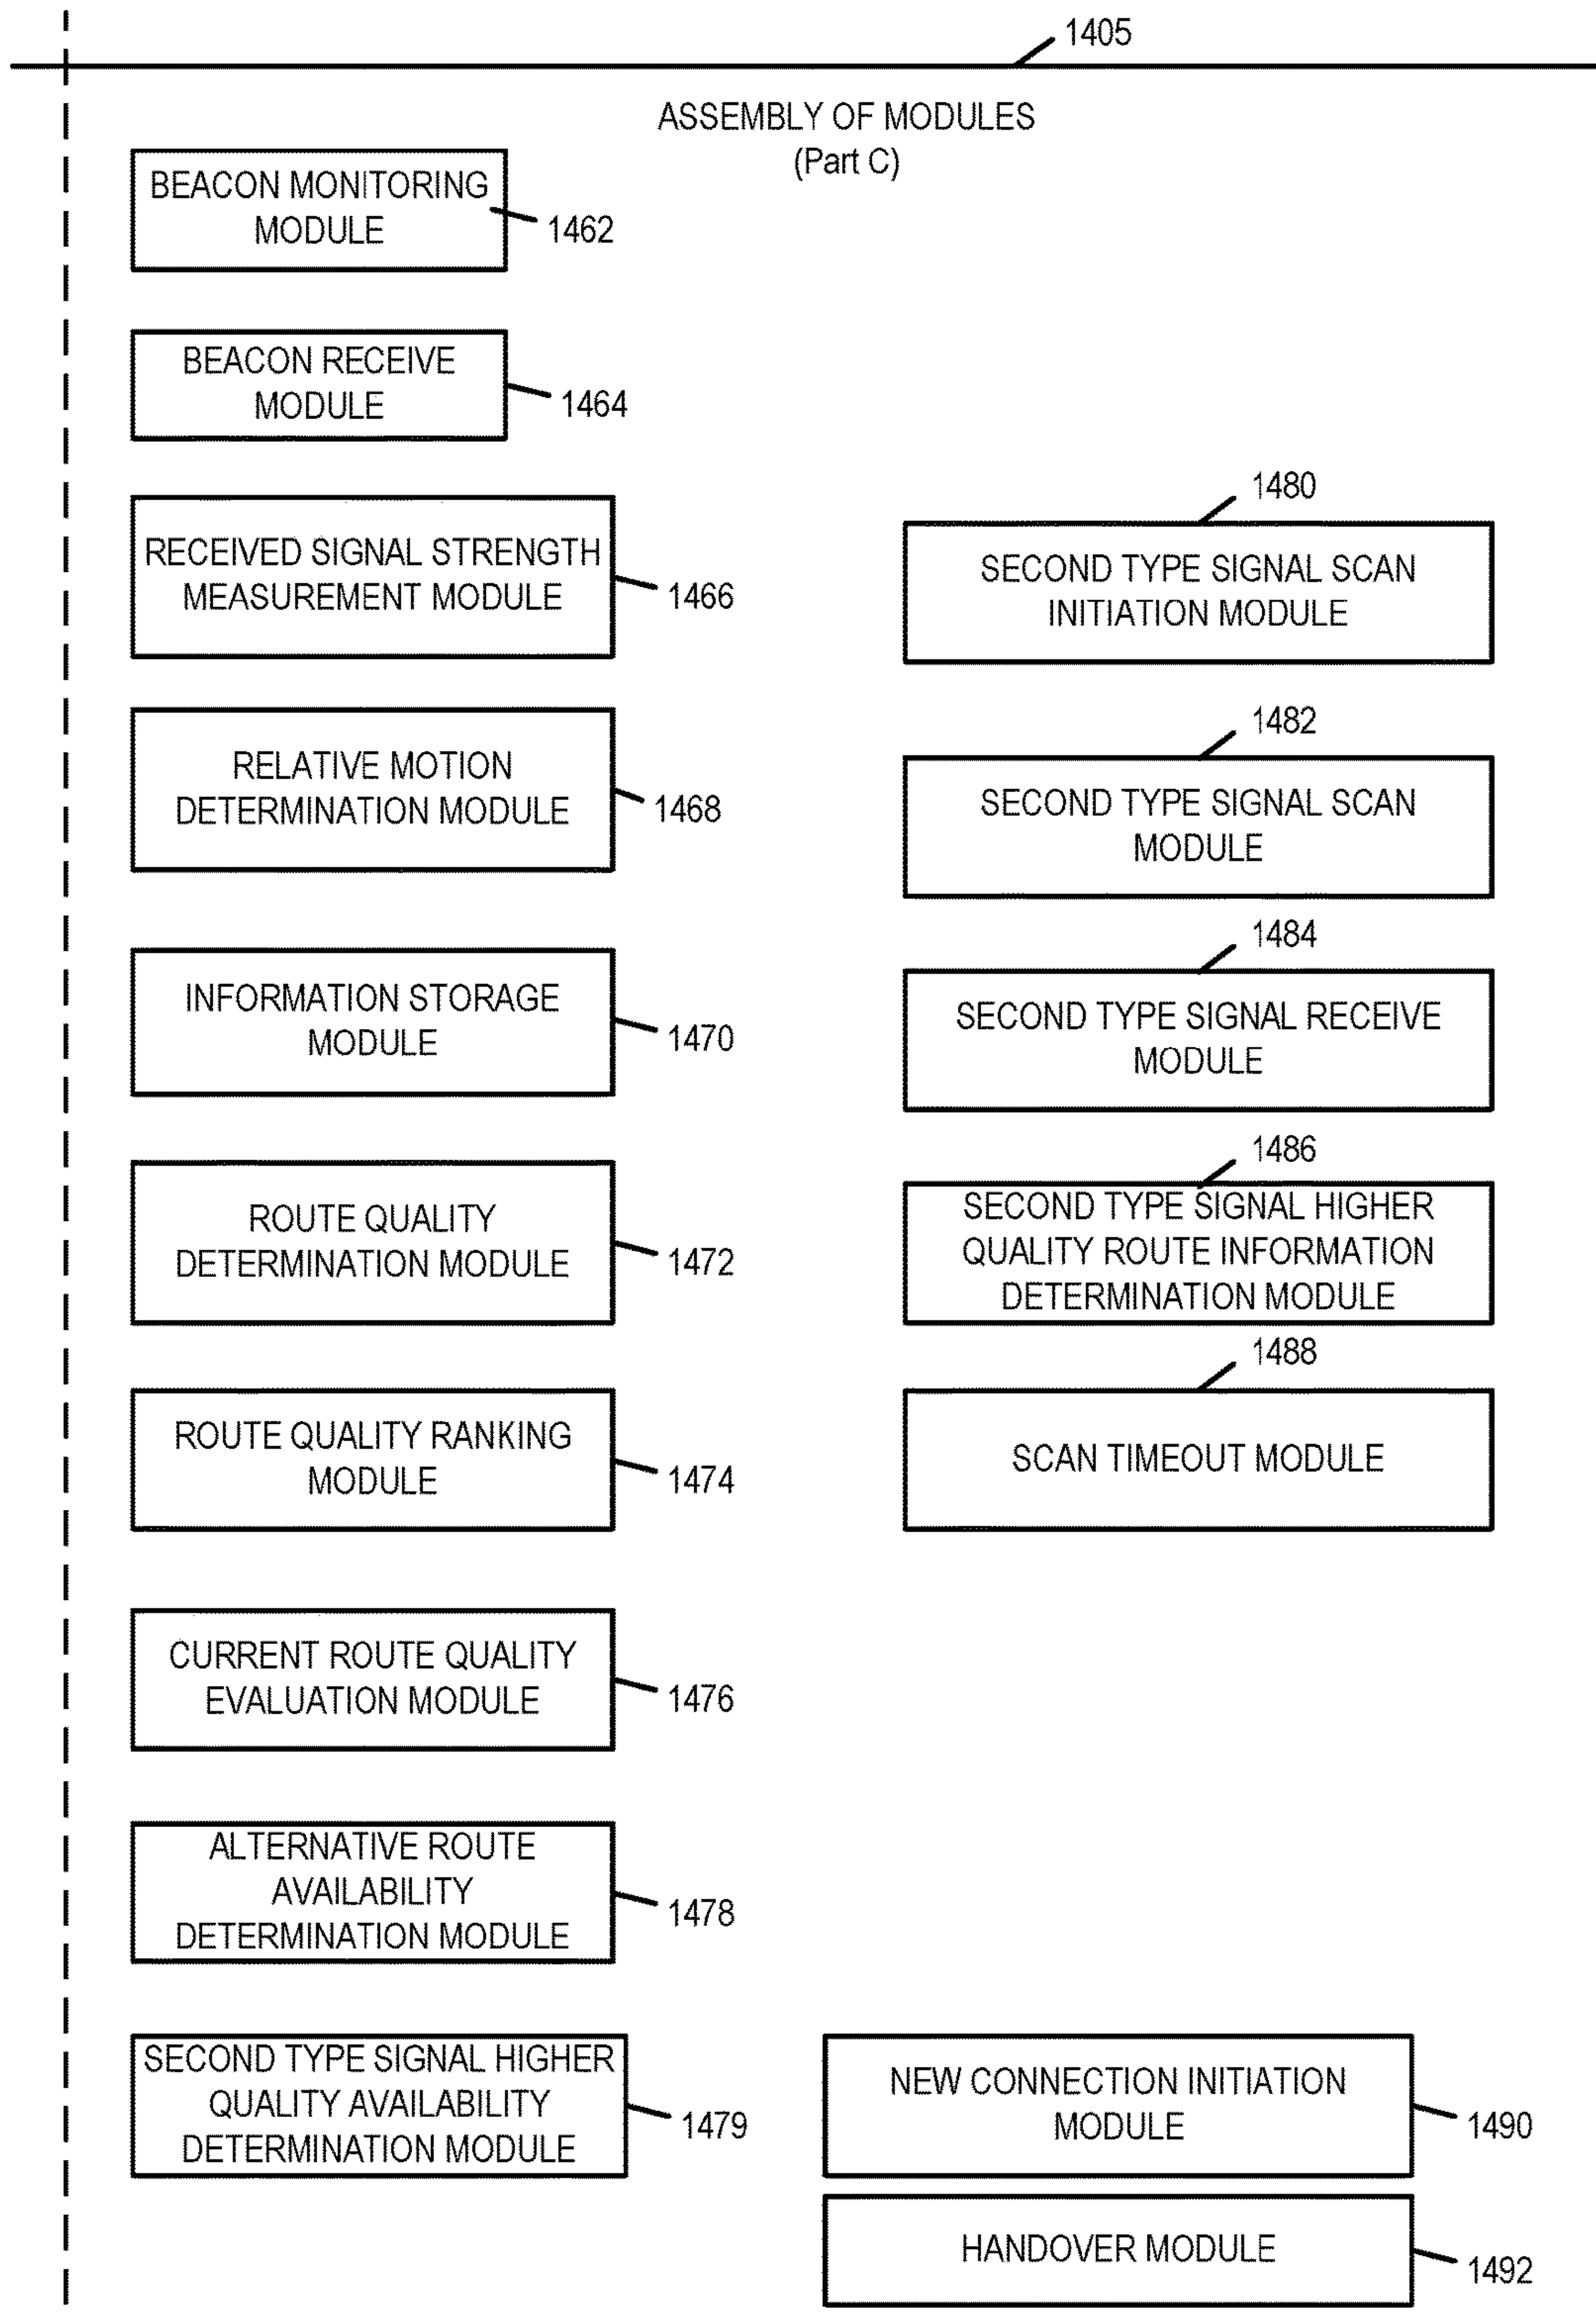 1405
ASSEMBLY OF MODULES
(Part C)
BEACON MONITORING
MODULE
1462
BEACON RECEIVE
MODULE
1464
RECEIVED SIGNAL STRENGTH
MEASUREMENT MODULE
1466
RELATIVE MOTION
DETERMINATION MODULE
1468
INFORMATION STORAGE
MODULE
1470
ROUTE QUALITY
DETERMINATION MODULE
1472
ROUTE QUALITY RANKING
MODULE
1474
CURRENT ROUTE QUALITY
EVALUATION MODULE
1476
ALTERNATIVE ROUTE
AVAILABILITY
DETERMINATION MODULE
1478
SECOND TYPE SIGNAL HIGHER
QUALITY AVAILABILITY
DETERMINATION MODULE
1479
1480
SECOND TYPE SIGNAL SCAN
INITIATION MODULE
1482
SECOND TYPE SIGNAL SCAN
MODULE
1484
SECOND TYPE SIGNAL RECEIVE
MODULE
1486
SECOND TYPE SIGNAL HIGHER
QUALITY ROUTE INFORMATION
DETERMINATION MODULE
1488
SCAN TIMEOUT MODULE
NEW CONNECTION INITIATION
MODULE
1490
HANDOVER MODULE
1492